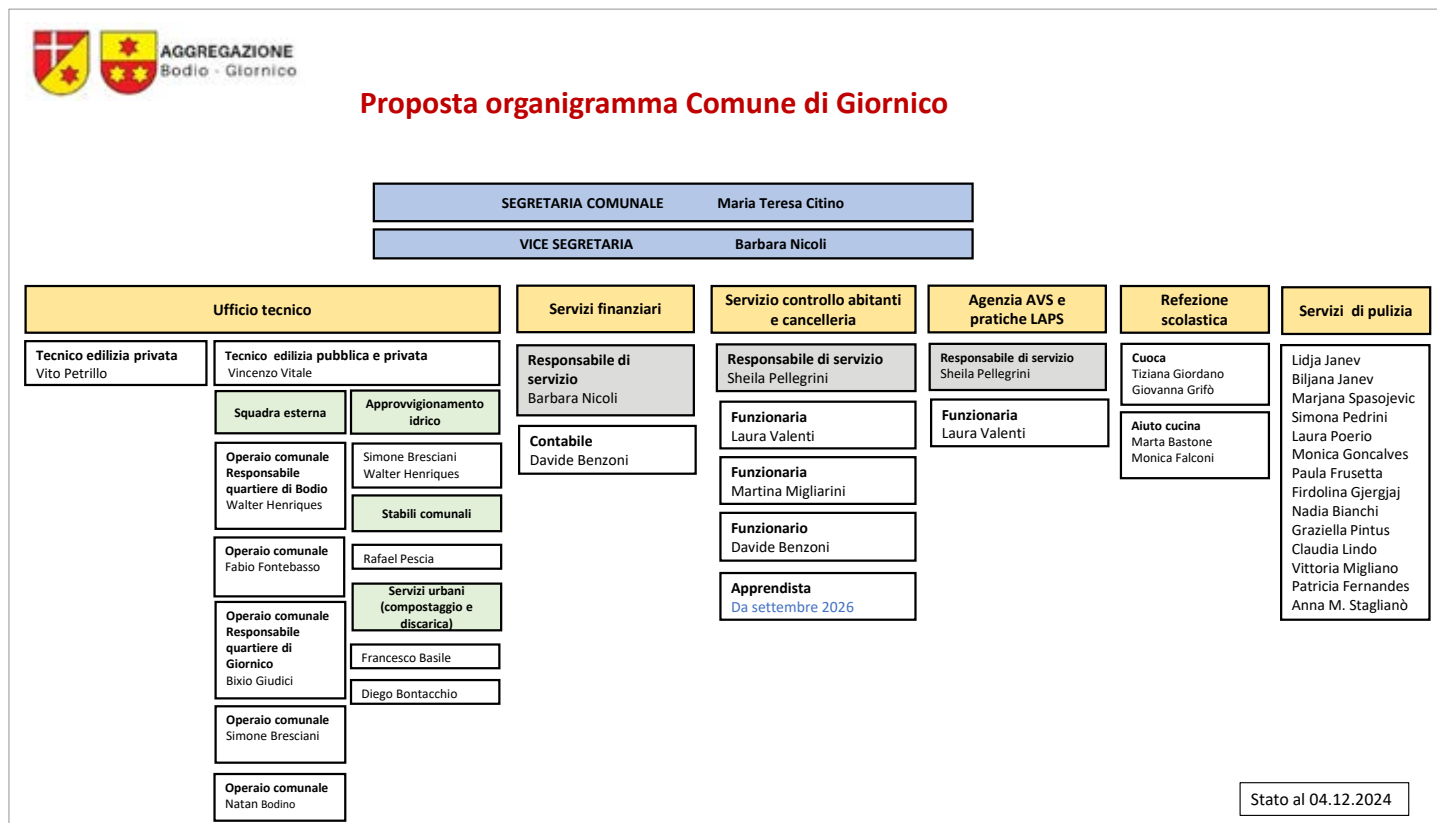 AGGREGAZIONE
Bodio - Giornico
Proposta organigramma Comune di Giornico
SEGRETARIA COMUNALE Maria Teresa Citino
VICE SEGRETARIA Barbara Nicoli
Ufficio tecnico
Tecnico edilizia privata
Vito Petrillo
Tecnico edilizia pubblica e privata
Vincenzo Vitale
Squadra esterna
Operaio comunale
Responsabile
quartiere di Bodio
Walter Henriques
Operaio comunale
Fabio Fontebasso
Operaio comunale
Responsabile
quartiere di
Giornico
Bixio Giudici
Operaio comunale
Simone Bresciani
Operaio comunale
Natan Bodino
Approvvigionamento
idrico
Simone Bresciani
Walter Henriques
Stabili comunali
Rafael Pescia
Servizi urbani
(compostaggio e
discarica)
Francesco Basile
Diego Bontacchio
Servizi finanziari
Responsabile di
servizio
Barbara Nicoli
Contabile
Davide Benzoni
Servizio controllo abitanti
e cancelleria
Responsabile di servizio
Sheila Pellegrini
Funzionaria
Laura Valenti
Funzionaria
Martina Migliarini
Funzionario
Davide Benzoni
Apprendista
Da settembre 2026
Agenzia AVS e
pratiche LAPS
Responsabile di servizio
Sheila Pellegrini
Funzionaria
Laura Valenti
Refezione
scolastica
Cuoca
Tiziana Giordano
Giovanna Grifò
Aiuto cucina
Marta Bastone
Monica Falconi
Servizi di pulizia
Lidja Janev
Biljana Janev
Marjana Spasojevic
Simona Pedrini
Laura Poerio
Monica Goncalves
Paula Frusetta
Firdolina Gjergjaj
Nadia Bianchi
Graziella Pintus
Claudia Lindo
Vittoria Migliano
Patricia Fernandes
Anna M. Staglianò
Stato al 04.12.2024